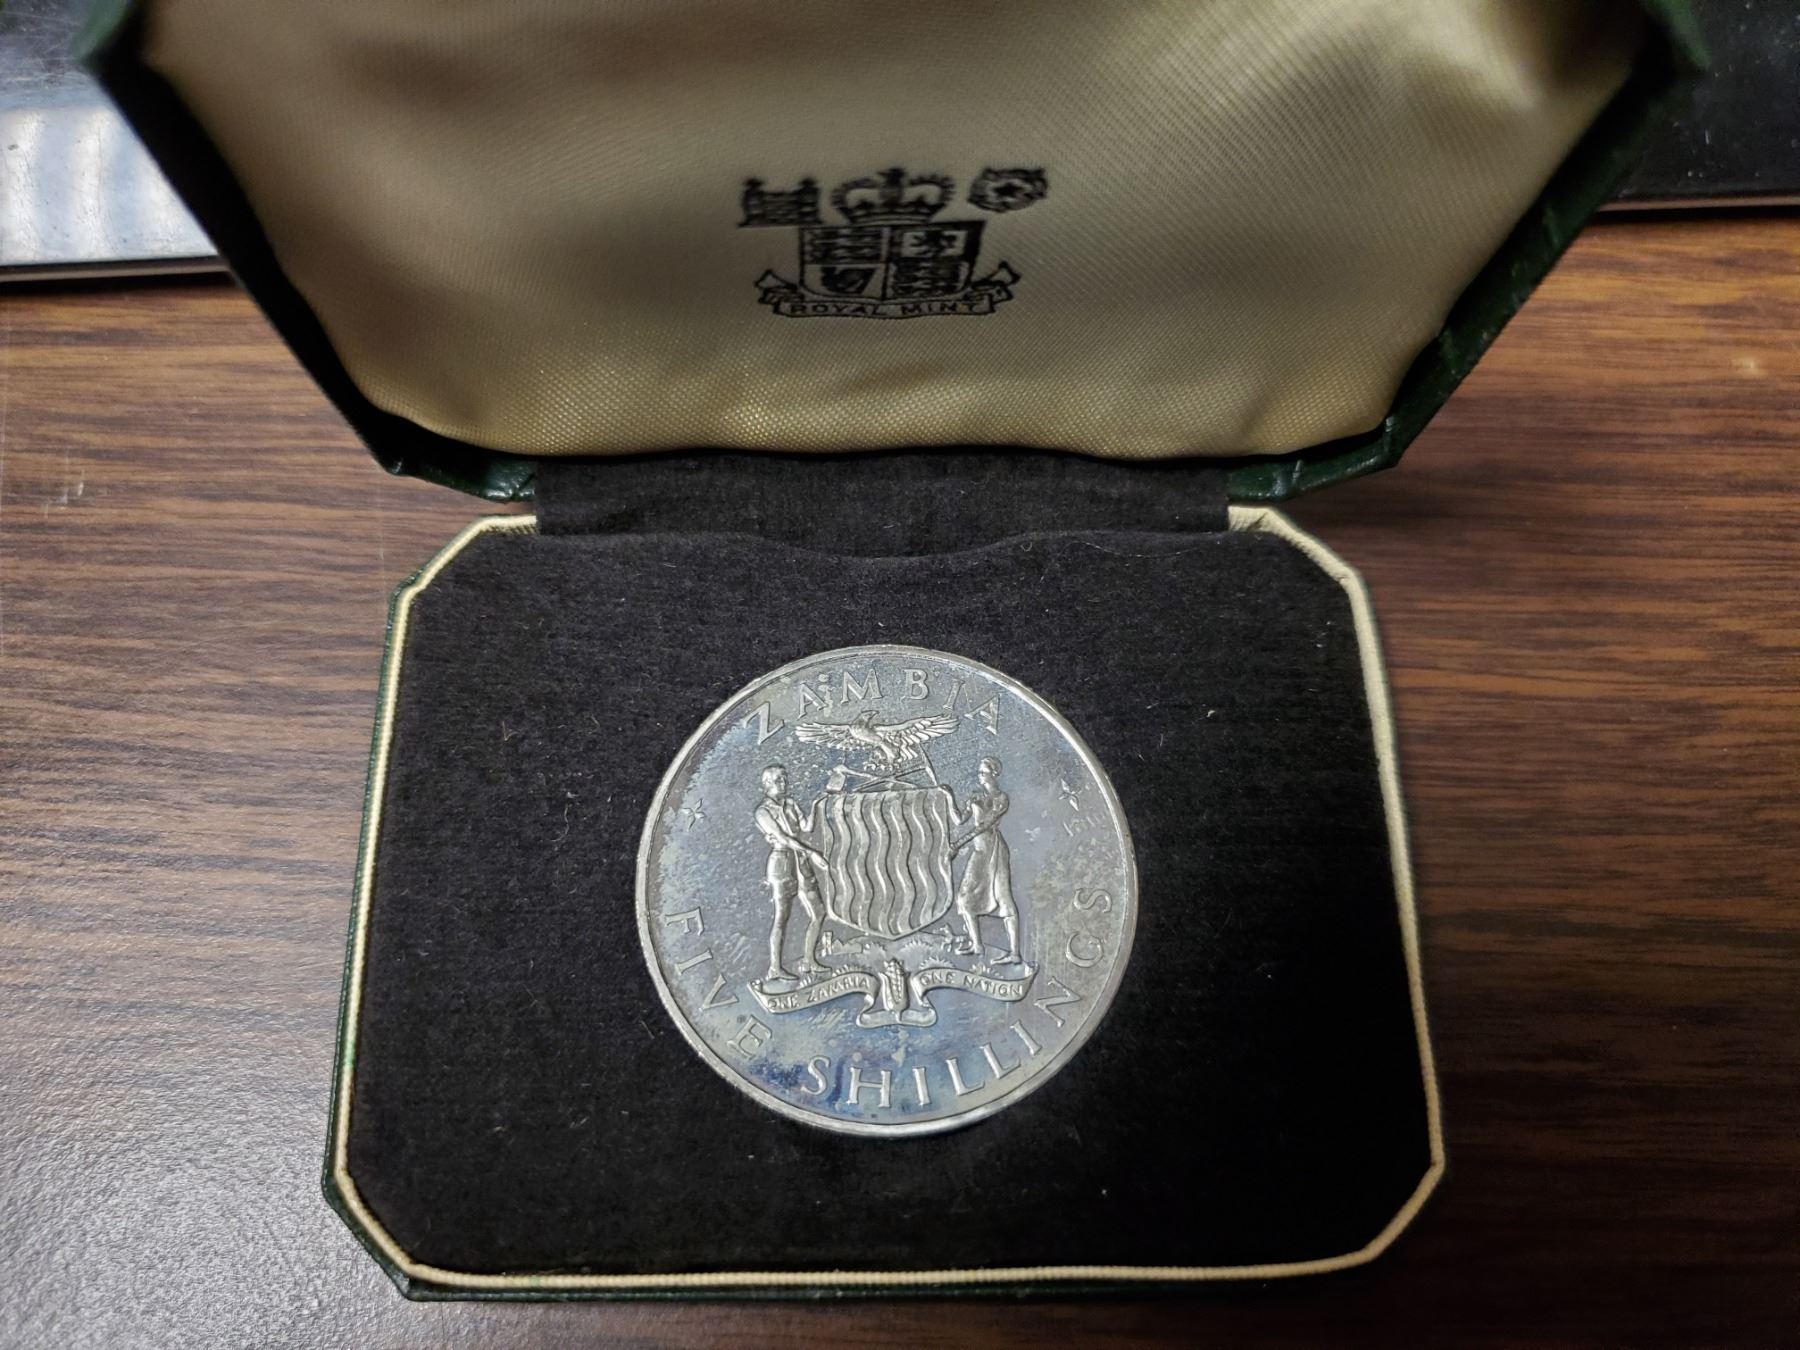 ROYAL MINT
ZAMBIA
ONE ZAMBIA ONE NATION
FIVE SHILLINGS